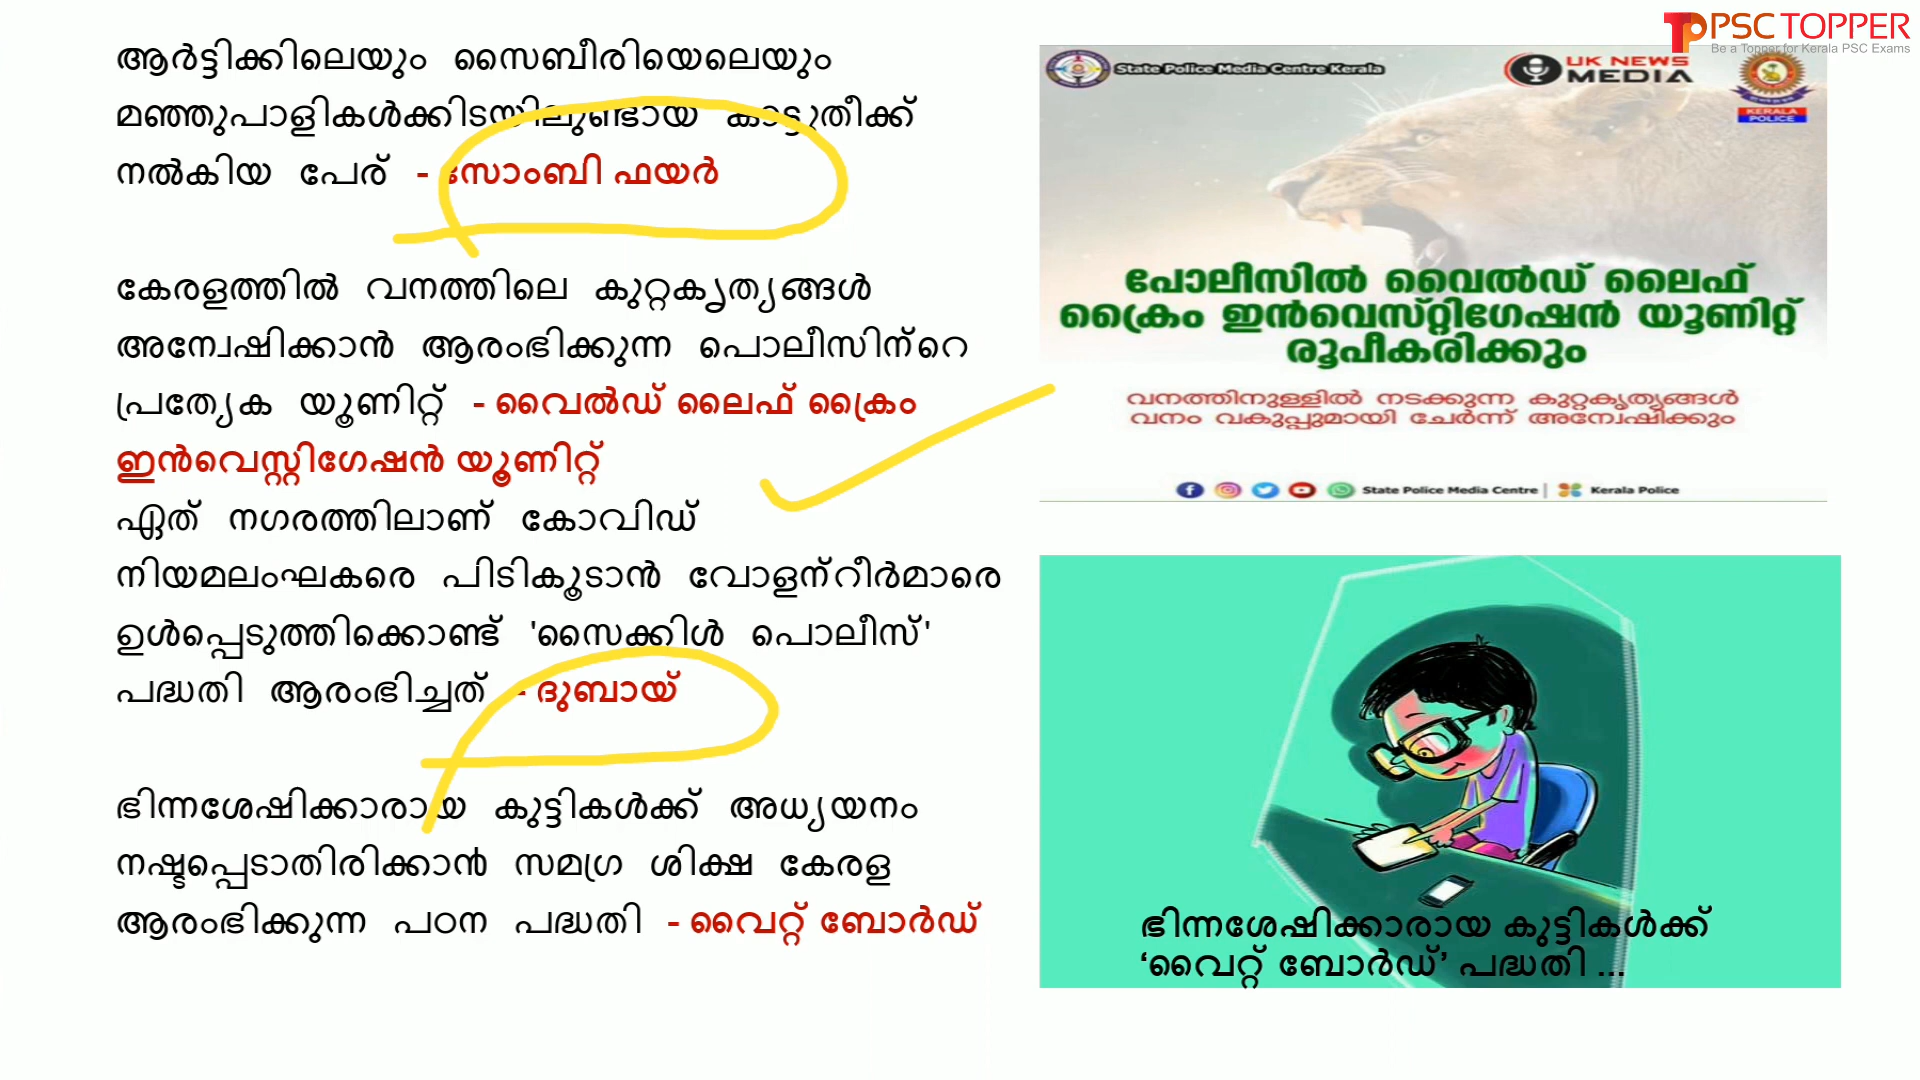 PSC TOPPER
Be a Topper for Kerala PSC Exams
ആർട്ടിക്കിലെയും സൈബീരിയെലെയും
മഞ്ഞുപാളികൾക്കിടയിലുണ്ടായ കാട്ടുതീക്ക്
നൽകിയ പേര് - സോംബി ഫയർ
കേരളത്തിൽ വനത്തിലെ കുറ്റകൃത്യങ്ങൾ
അന്വേഷിക്കാൻ ആരംഭിക്കുന്ന പൊലീസിന്റെ
പ്രത്യേക യൂണിറ്റ് - വൈൽഡ് ലൈഫ് ക്രൈം
ഇൻവെസ്റ്റിഗേഷൻ യൂണിറ്റ്
ഏത് നഗരത്തിലാണ് കോവിഡ്
നിയമലംഘകരെ പിടികൂടാൻ വോളന്റീർമാരെ
ഉൾപ്പെടുത്തിക്കൊണ്ട് 'സൈക്കിൾ പൊലീസ്'
പദ്ധതി ആരംഭിച്ചത് - ദുബായ്
ഭിന്നശേഷിക്കാരായ കുട്ടികൾക്ക് അധ്യയനം
നഷ്ടപ്പെടാതിരിക്കാൻ സമഗ്ര ശിക്ഷ കേരള
ആരംഭിക്കുന്ന പഠന പദ്ധതി - വൈറ്റ് ബോർഡ്
State Police Media Centre Kerala
UK NEWS
MEDIA
KERALA
POLICE
പോലീസിൽ വൈൽഡ് ലൈഫ്
ക്രൈം ഇൻവെസ്റ്റിഗേഷൻ യൂണിറ്റ്
രൂപീകരിക്കും
വനത്തിനുള്ളിൽ നടക്കുന്ന കുറ്റകൃത്യങ്ങൾ
വനം വകുപ്പുമായി ചേർന്ന് അന്വേഷിക്കും
State Police Media Centre | Kerala Police
ഭിന്നശേഷിക്കാരായ കുട്ടികൾക്ക്
‘വൈറ്റ് ബോർഡ്’ പദ്ധതി ...